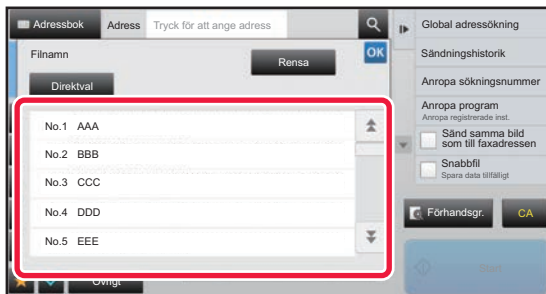 Adressbok
Adress
Tryck för att ange adress
Filnamn
Rensa
OK
Direktval
No.1 AAA
No.2 BBB
No.3 CCC
No.4 DDD
No.5 EEE
Övrigt
Global adressökning
Sändningshistorik
Anropa sökningsnummer
Anropa program
Anropa registrerade inst.
Sänd samma bild
som till faxadressen
Snabbfil
Spara data tillfälligt
Förhandsgr.
CA
Start